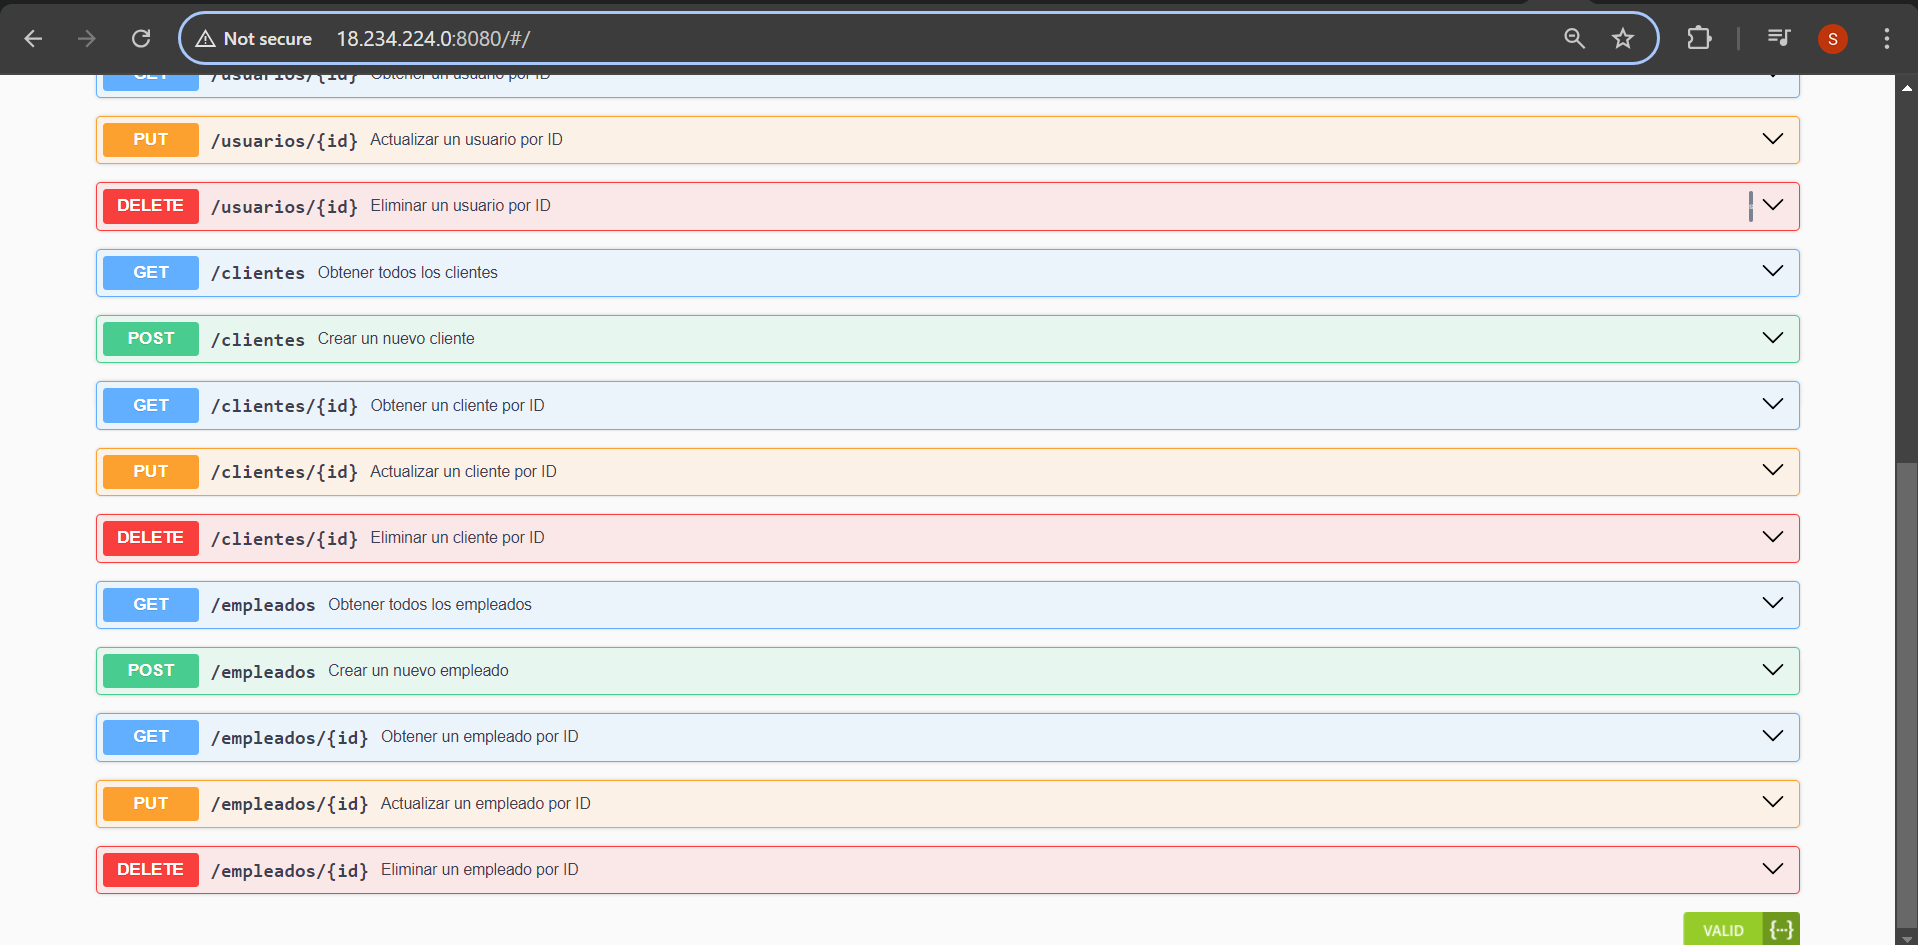 Not secure 18.234.224.0:8080/#/
S
GET /usuarios/{id} Obtener un usuario por ID
PUT /usuarios/{id} Actualizar un usuario por ID
DELETE /usuarios/{id} Eliminar un usuario por ID
GET /clientes Obtener todos los clientes
POST /clientes Crear un nuevo cliente
GET /clientes/{id} Obtener un cliente por ID
PUT /clientes/{id} Actualizar un cliente por ID
DELETE /clientes/{id} Eliminar un cliente por ID
GET /empleados Obtener todos los empleados
POST /empleados Crear un nuevo empleado
GET /empleados/{id} Obtener un empleado por ID
PUT /empleados/{id} Actualizar un empleado por ID
DELETE /empleados/{id} Eliminar un empleado por ID
VALID {...}